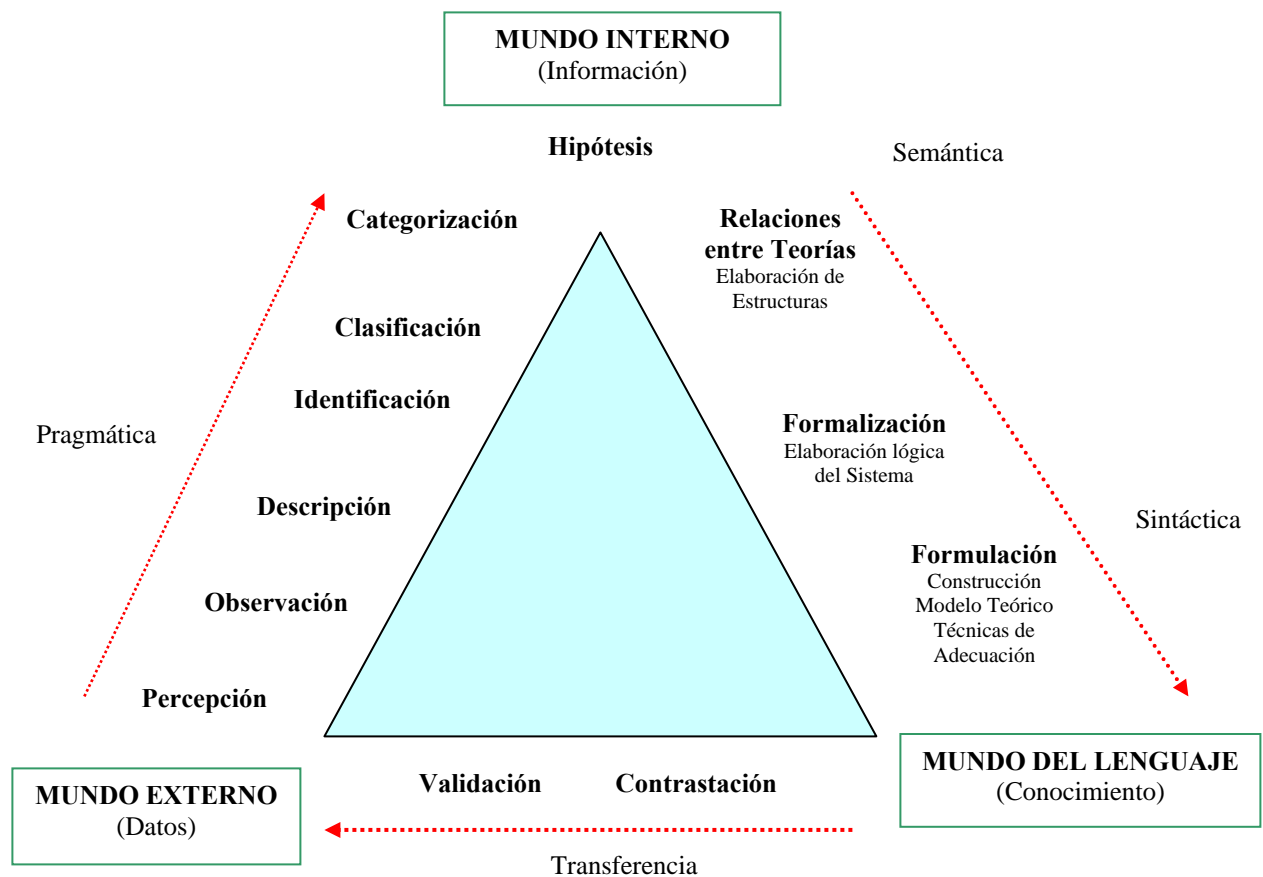 MUNDO INTERNO
(Información)
Hipótesis
Semántica
Categorización
Relaciones
entre Teorías
Elaboración de
Estructuras
Clasificación
Identificación
Pragmática
Formalización
Elaboración lógica
del Sistema
Descripción
Sintáctica
Formulación
Construcción
Modelo Teórico
Técnicas de
Adecuación
Observación
Percepción
MUNDO DEL LENGUAJE
(Conocimiento)
Validación
Contrastación
MUNDO EXTERNO
(Datos)
Transferencia